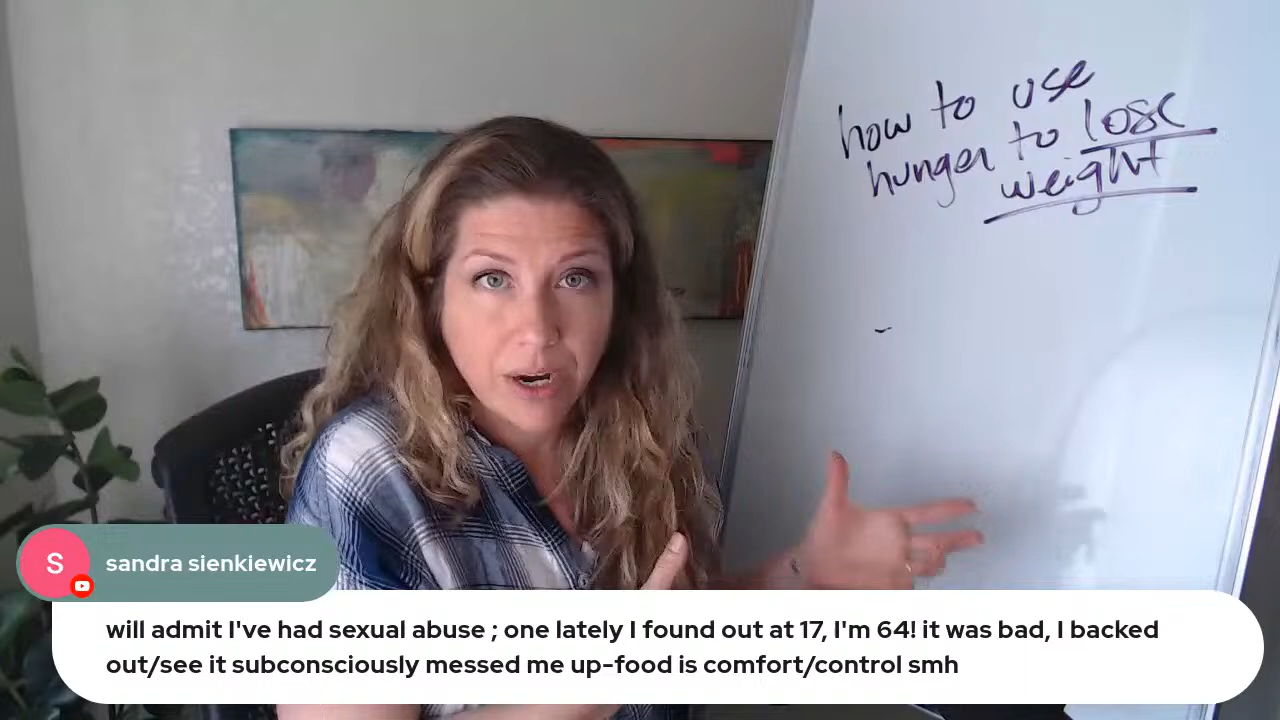 how to use
hunger to lose
weight
S
sandra sienkiewicz
will admit I've had sexual abuse ; one lately I found out at 17, I'm 64! it was bad, I backed
out/see it subconsciously messed me up-food is comfort/control smh